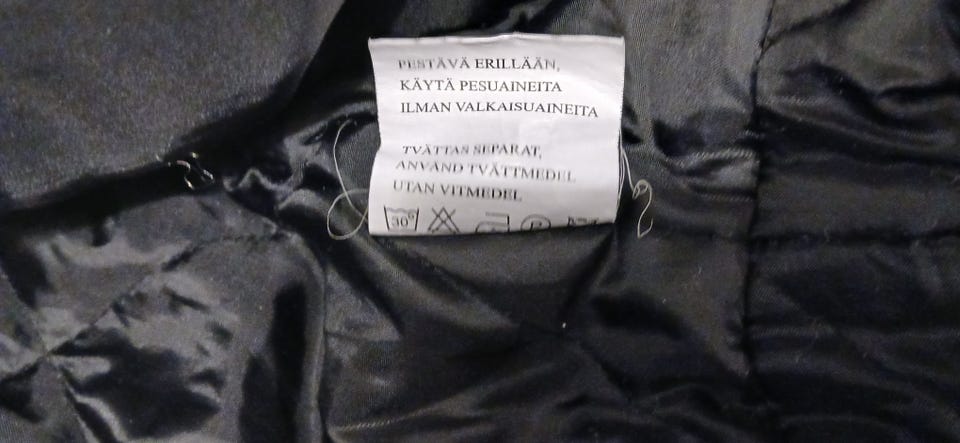 PESTÄVÄ ERILLÄÄN,
KÄYTÄ PESUAINEITA
ILMAN VALKAISUAINEITA
TVÄTTAS SEPARAT,
ANVÄND TVÄTTMEDEL
UTAN VITMEDEL
30° P